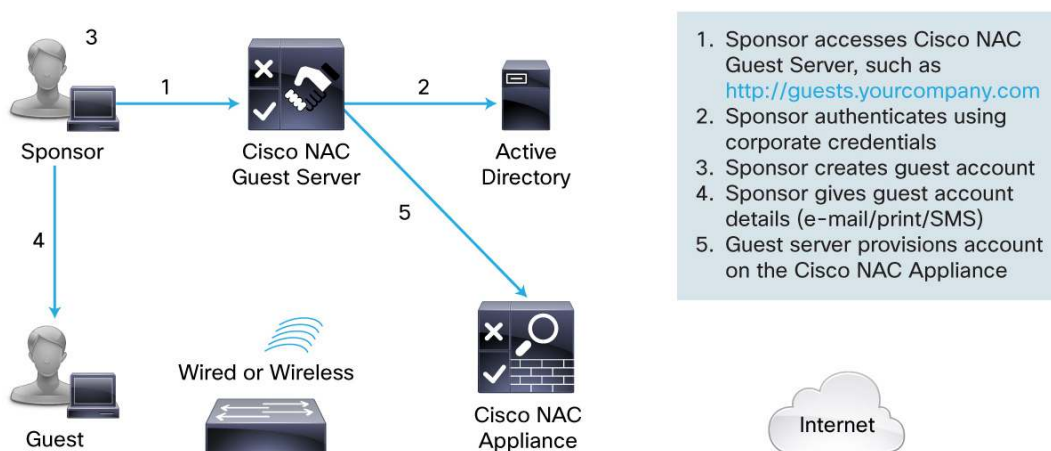 3
1
2
Sponsor
Cisco NAC
Guest Server
Active
Directory
5
4
Wired or Wireless
Guest
Cisco NAC
Appliance
1. Sponsor accesses Cisco NAC
Guest Server, such as
http://guests.yourcompany.com
2. Sponsor authenticates using
corporate credentials
3. Sponsor creates guest account
4. Sponsor gives guest account
details (e-mail/print/SMS)
5. Guest server provisions account
on the Cisco NAC Appliance
Internet